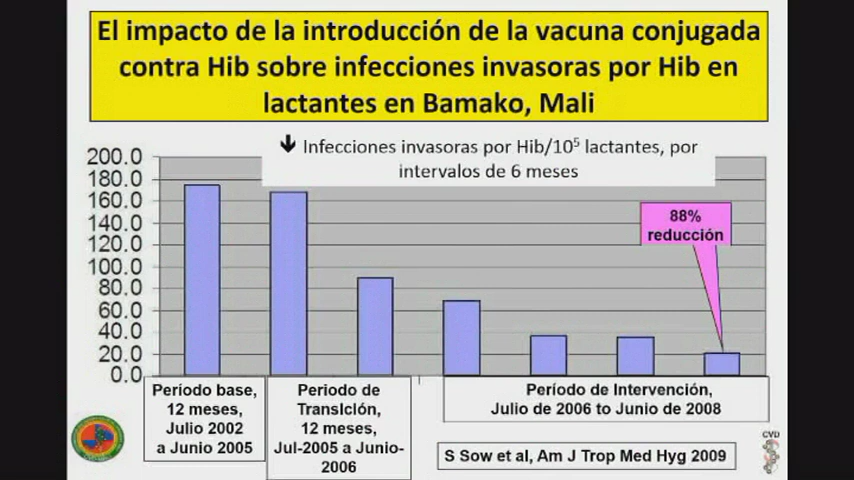 El impacto de la introducción de la vacuna conjugada
contra Hib sobre infecciones invasoras por Hib en
lactantes en Bamako, Mali
🡇 Infecciones invasoras por Hib/10⁵ lactantes, por
intervalos de 6 meses
200.0
180.0
160.0
140.0
120.0
100.0
80.0
60.0
40.0
20.0
0.0
88%
reducción
Período base,
12 meses,
Julio 2002
a Junio 2005
Periodo de
Transición,
12 meses,
Jul-2005 a Junio-
2006
Período de Intervención,
Julio de 2006 to Junio de 2008
S Sow et al, Am J Trop Med Hyg 2009
CVD